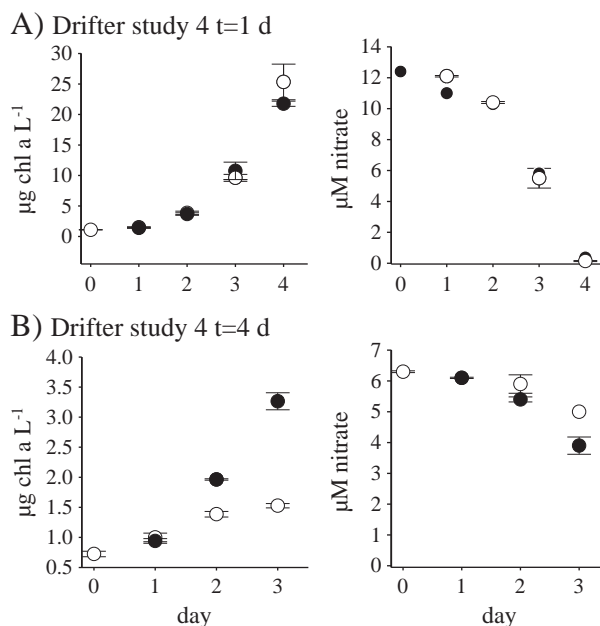 A) Drifter study 4 t=1 d
µg chl a L-1
30
25
20
15
10
5
0
0 1 2 3 4
µM nitrate
14
12
10
8
6
4
2
0
0 1 2 3 4
B) Drifter study 4 t=4 d
µg chl a L-1
4.0
3.5
3.0
2.5
2.0
1.5
1.0
0.5
0 1 2 3
day
µM nitrate
7
6
5
4
3
2
1
0
0 1 2 3
day